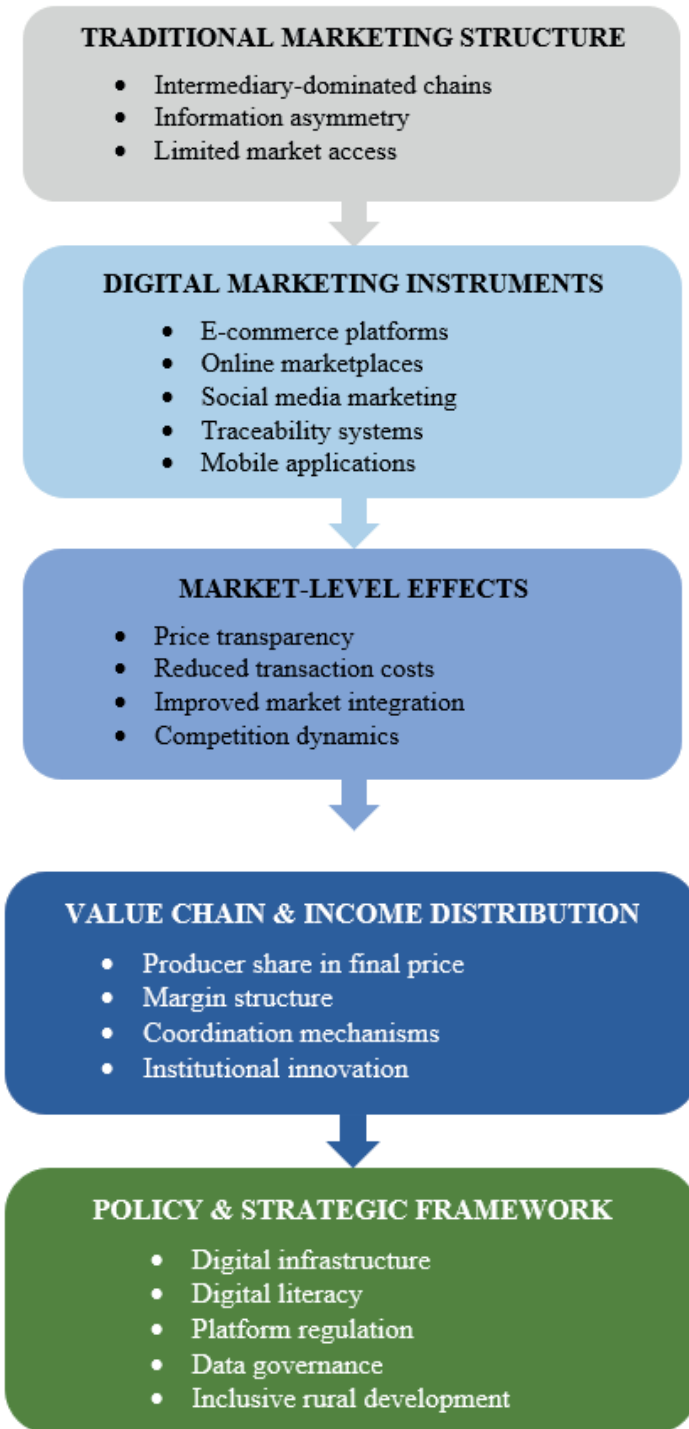 TRADITIONAL MARKETING STRUCTURE
• Intermediary-dominated chains
• Information asymmetry
• Limited market access
DIGITAL MARKETING INSTRUMENTS
• E-commerce platforms
• Online marketplaces
• Social media marketing
• Traceability systems
• Mobile applications
MARKET-LEVEL EFFECTS
• Price transparency
• Reduced transaction costs
• Improved market integration
• Competition dynamics
VALUE CHAIN & INCOME DISTRIBUTION
• Producer share in final price
• Margin structure
• Coordination mechanisms
• Institutional innovation
POLICY & STRATEGIC FRAMEWORK
• Digital infrastructure
• Digital literacy
• Platform regulation
• Data governance
• Inclusive rural development